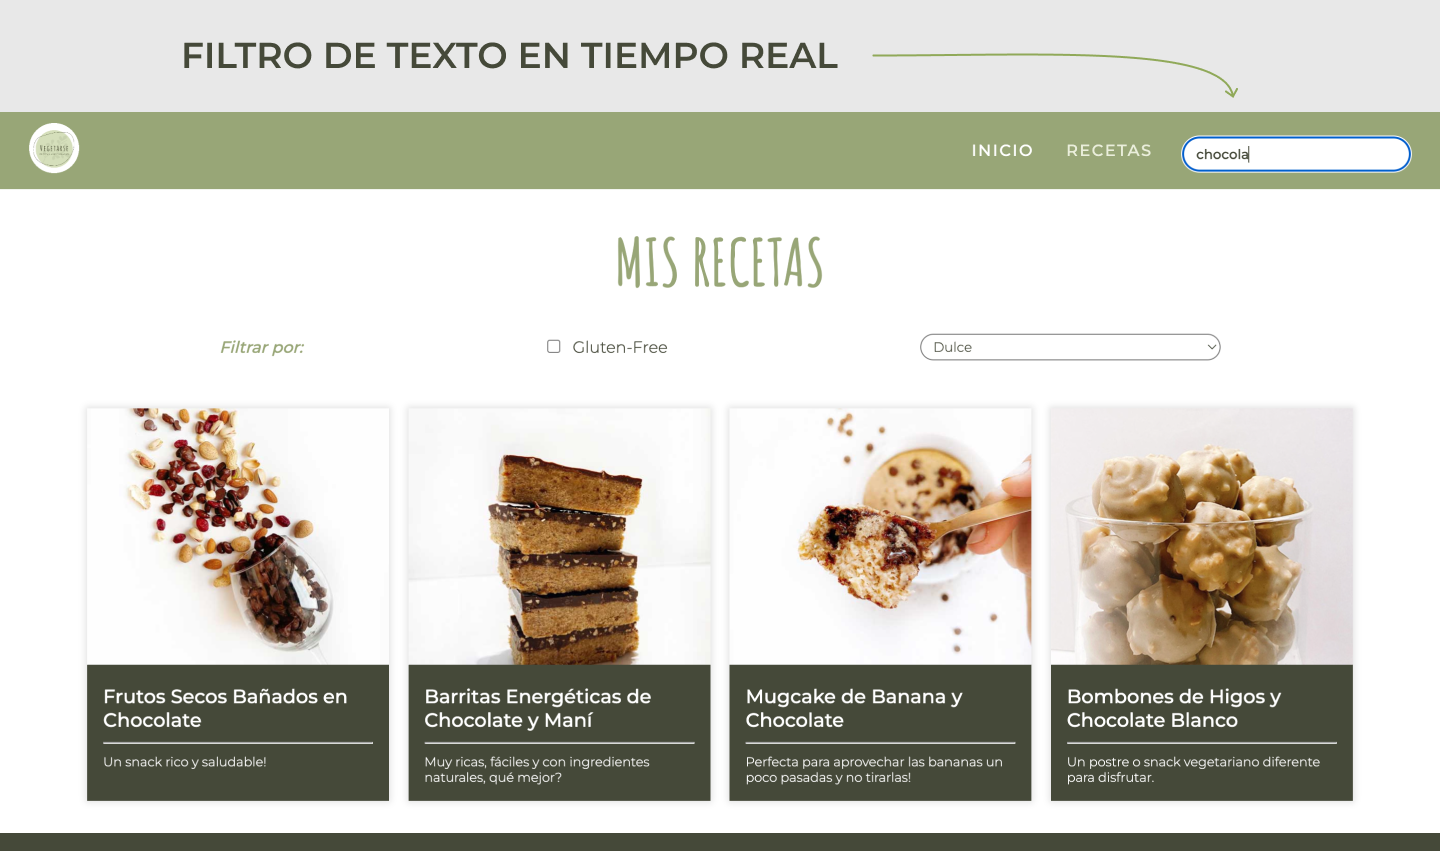 FILTRO DE TEXTO EN TIEMPO REAL
VEGETARSE
INICIO RECETAS chocola
MIS RECETAS
Filtrar por: Gluten-Free Dulce
Frutos Secos Bañados en
Chocolate
Un snack rico y saludable!
Barritas Energéticas de
Chocolate y Maní
Muy ricas, fáciles y con ingredientes
naturales, qué mejor?
Mugcake de Banana y
Chocolate
Perfecta para aprovechar las bananas un
poco pasadas y no tirarlas!
Bombones de Higos y
Chocolate Blanco
Un postre o snack vegetariano diferente
para disfrutar.